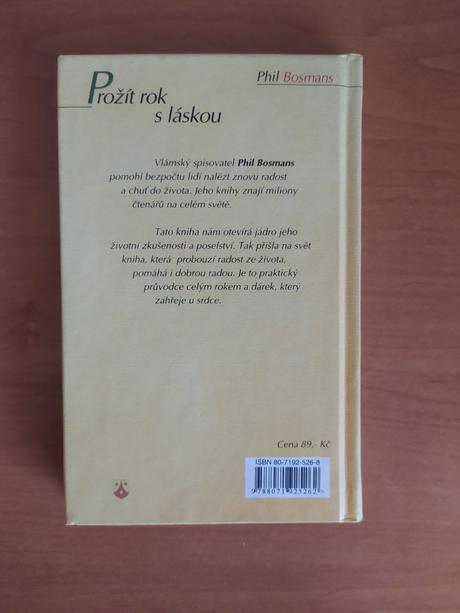 Phil Bosmans
Prožít rok
s láskou
Vlámský spisovatel Phil Bosmans
pomohl bezpočtu lidí nalézt znovu radost
a chuť do života. Jeho knihy znají miliony
čtenářů na celém světě.
Tato kniha nám otevírá jádro jeho
životní zkušenosti a poselství. Tak přišla na svět
kniha, která probouzí radost ze života,
pomáhá i dobrou radou. Je to praktický
průvodce celým rokem a dárek, který
zahřeje u srdce.
Cena 89,- Kč
ISBN 80-7192-526-8
9788071925262